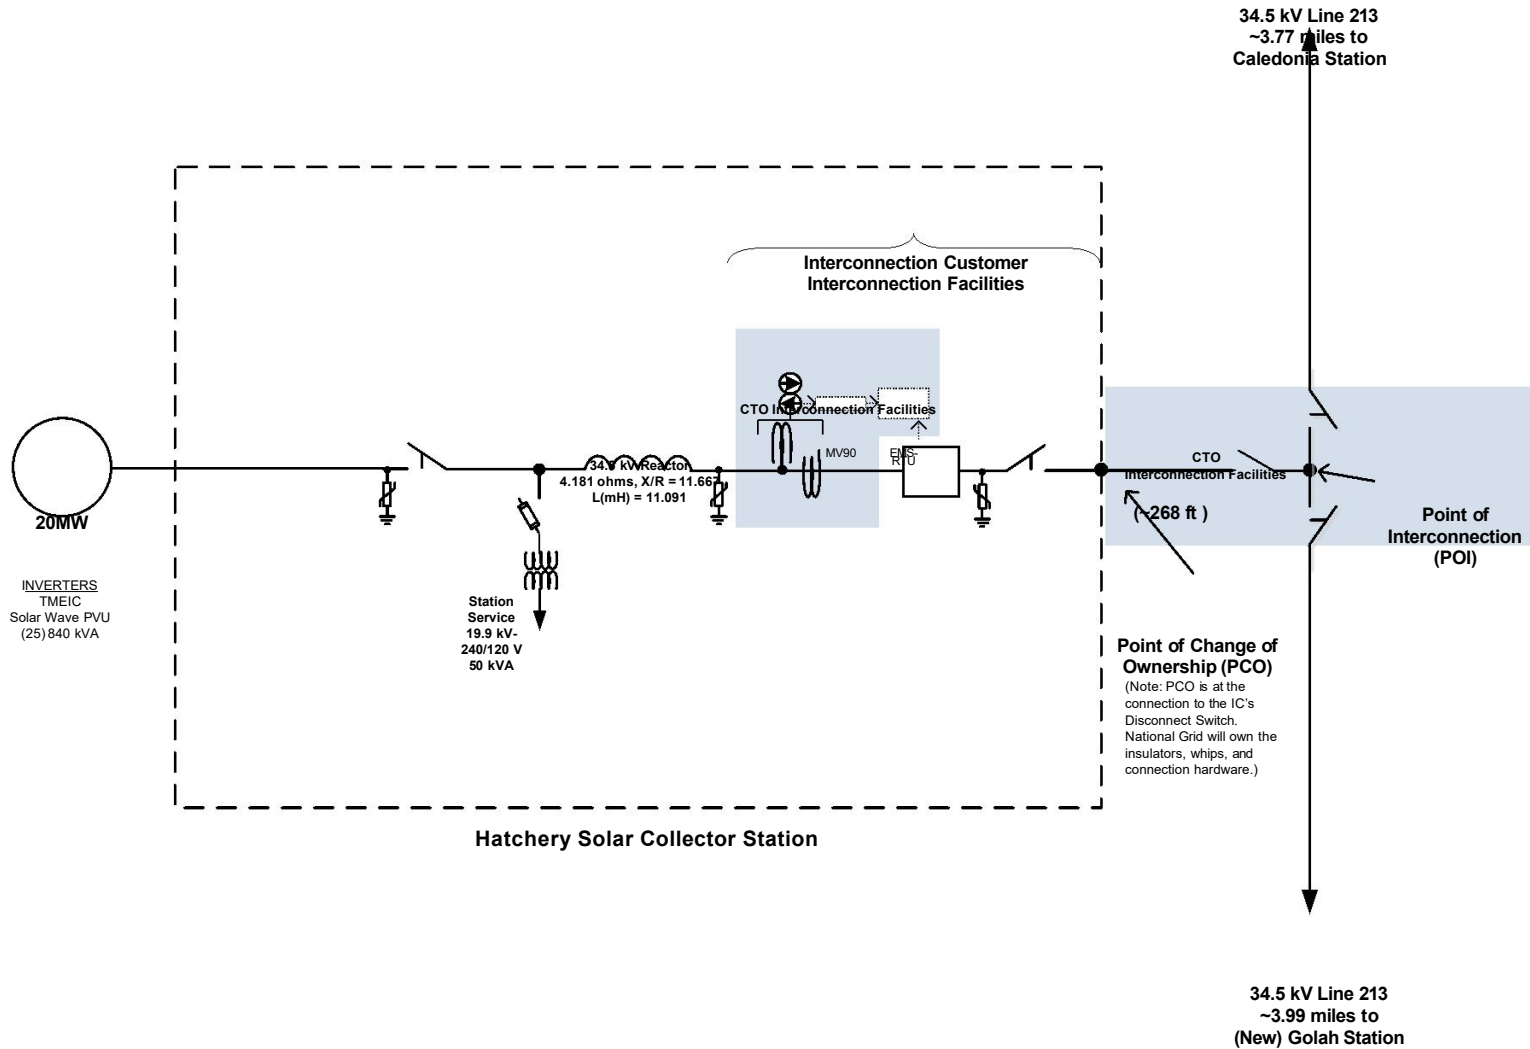 34.5 kV Line 213
~3.77 miles to
Caledonia Station
Interconnection Customer
Interconnection Facilities
CTO Interconnection Facilities
MV90
EMS-
RTU
34.5 kV Reactor
4.181 ohms, X/R = 11.667
L(mH) = 11.091
20MW
INVERTERS
TMEIC
Solar Wave PVU
(25) 840 kVA
Station
Service
19.9 kV-
240/120 V
50 kVA
CTO
Interconnection Facilities
(~268 ft )
Point of
Interconnection
(POI)
Point of Change of
Ownership (PCO)
(Note: PCO is at the
connection to the IC's
Disconnect Switch.
National Grid will own the
insulators, whips, and
connection hardware.)
Hatchery Solar Collector Station
34.5 kV Line 213
~3.99 miles to
(New) Golah Station